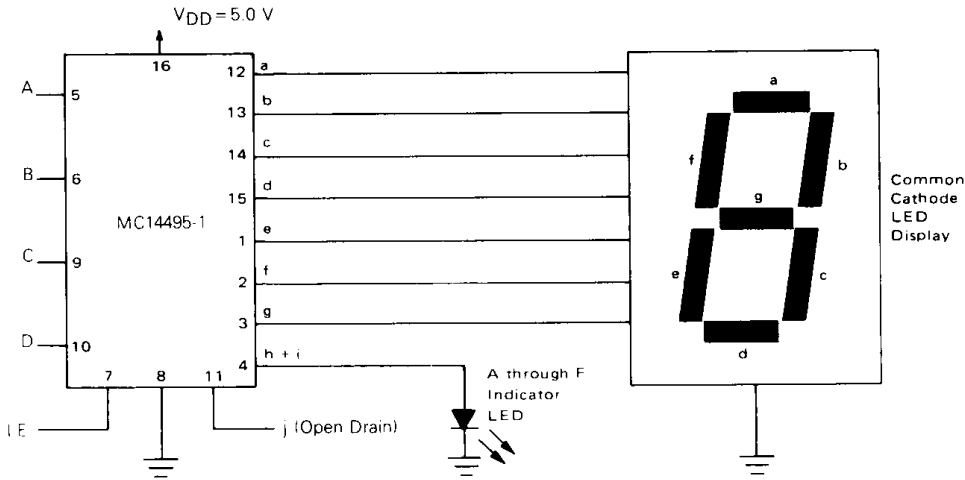 VDD = 5.0 V
16
A
5
B
6
C
9
D
10
MC14495-1
12
a
13
b
14
c
15
d
1
e
2
f
3
g
4
h + i
7
8
11
LE
j (Open Drain)
A through F
Indicator
LED
a
f
b
g
e
c
d
Common
Cathode
LED
Display